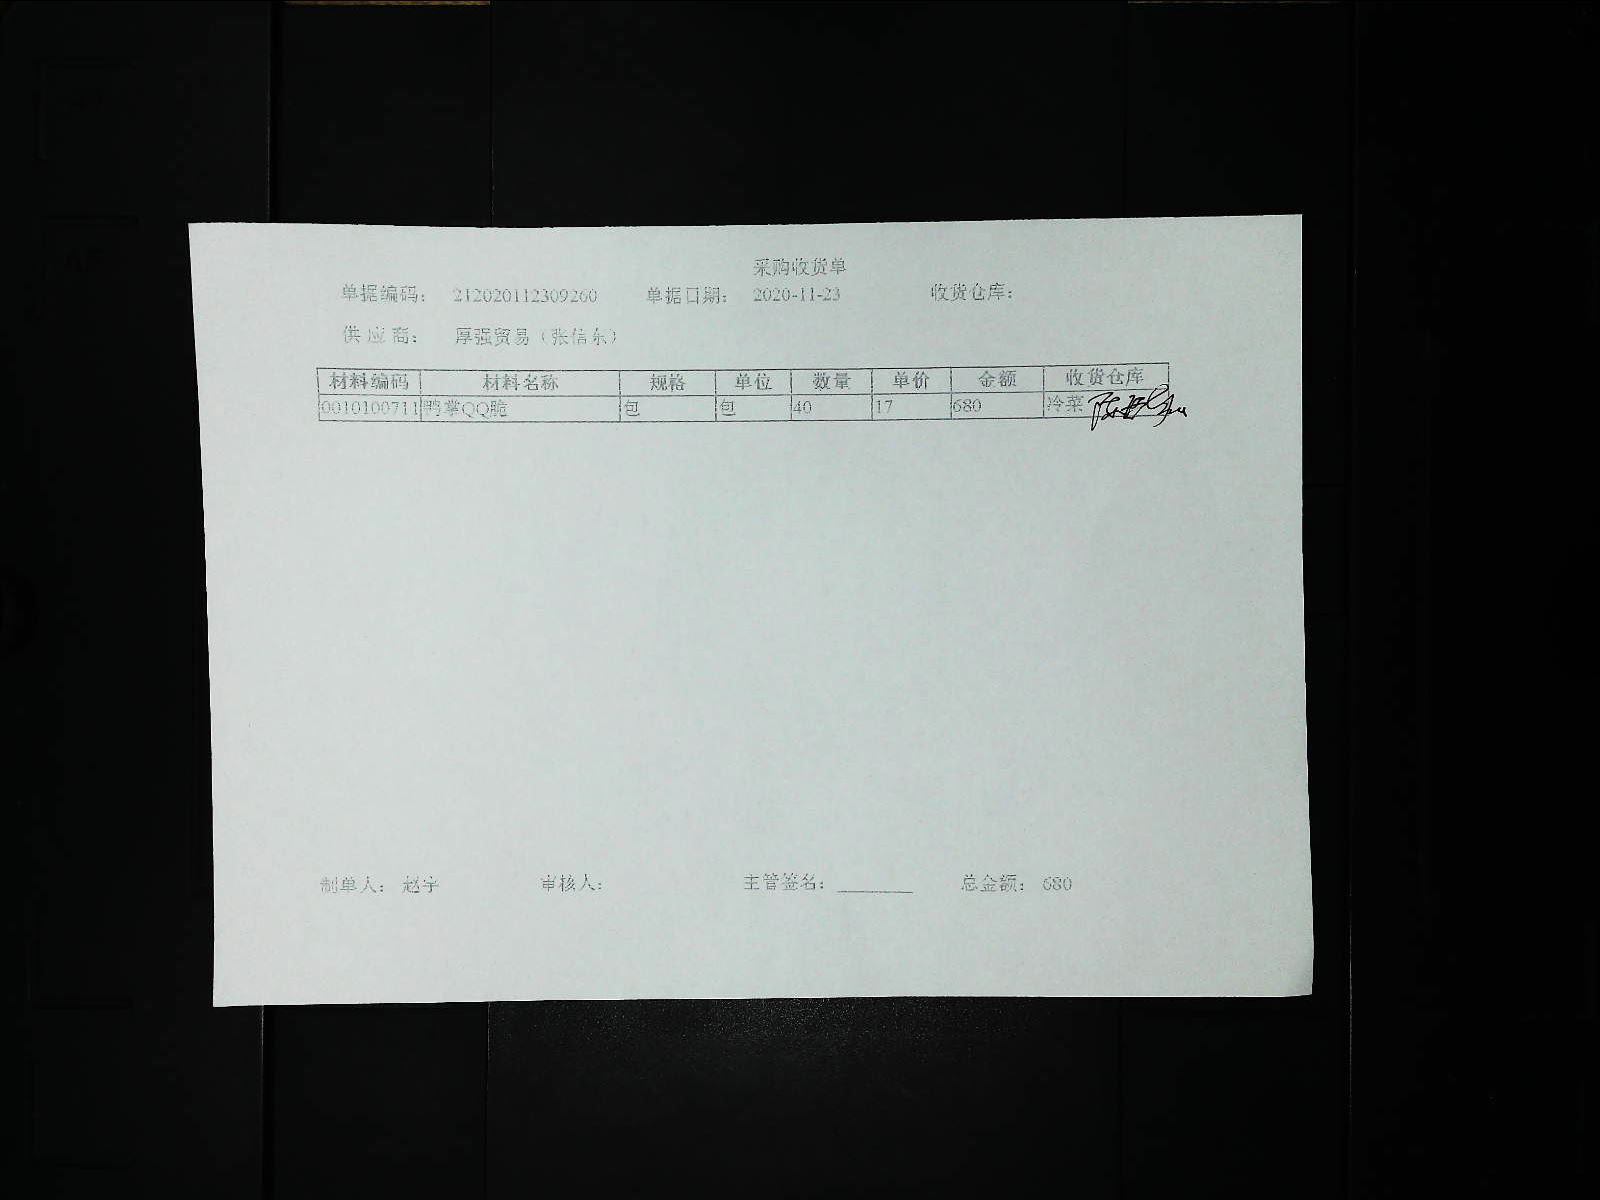 采购收货单
单据编码： 212020112309260 单据日期： 2020-11-23 收货仓库：
供应商： 厚强贸易（张信东）
材料编码 材料名称 规格 单位 数量 单价 金额 收货仓库
0010100711 鸭掌QQ脆 包 包 40 17 680 冷菜
制单人： 赵宇 审核人： 主管签名： 总金额： 680